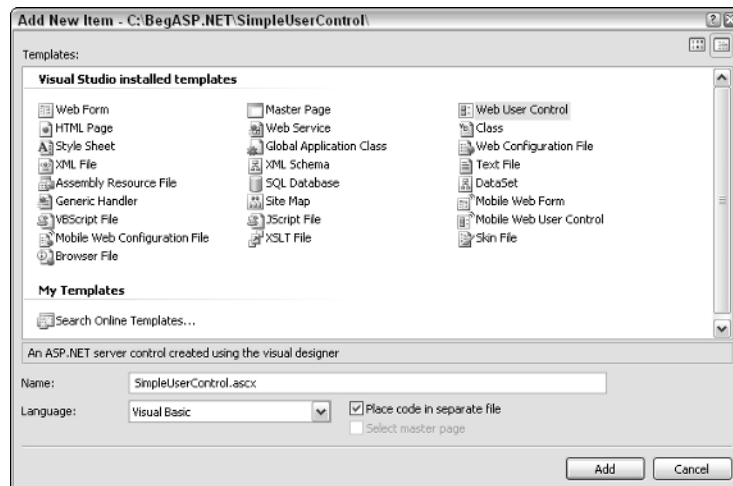 Add New Item - C:\BegASP.NET\SimpleUserControl\
Templates:
Visual Studio installed templates
Web Form Master Page Web User Control
HTML Page Web Service Class
Style Sheet Global Application Class Web Configuration File
XML File XML Schema Text File
Assembly Resource File SQL Database DataSet
Generic Handler Site Map Mobile Web Form
VBScript File JScript File Mobile Web User Control
Mobile Web Configuration File XSLT File Skin File
Browser File
My Templates
Search Online Templates...
An ASP.NET server control created using the visual designer
Name: SimpleUserControl.ascx
Language: Visual Basic Place code in separate file
Select master page
Add Cancel